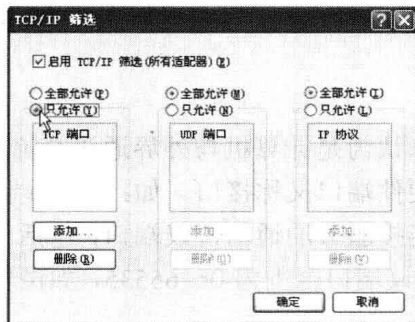 TCP/IP 筛选
启用 TCP/IP 筛选(所有适配器)(E)
全部允许(P)
只允许(Y)
TCP 端口
添加...
删除(R)
全部允许(M)
只允许(N)
UDP 端口
添加...
删除(O)
全部允许(I)
只允许(L)
IP 协议
添加...
删除(V)
确定
取消